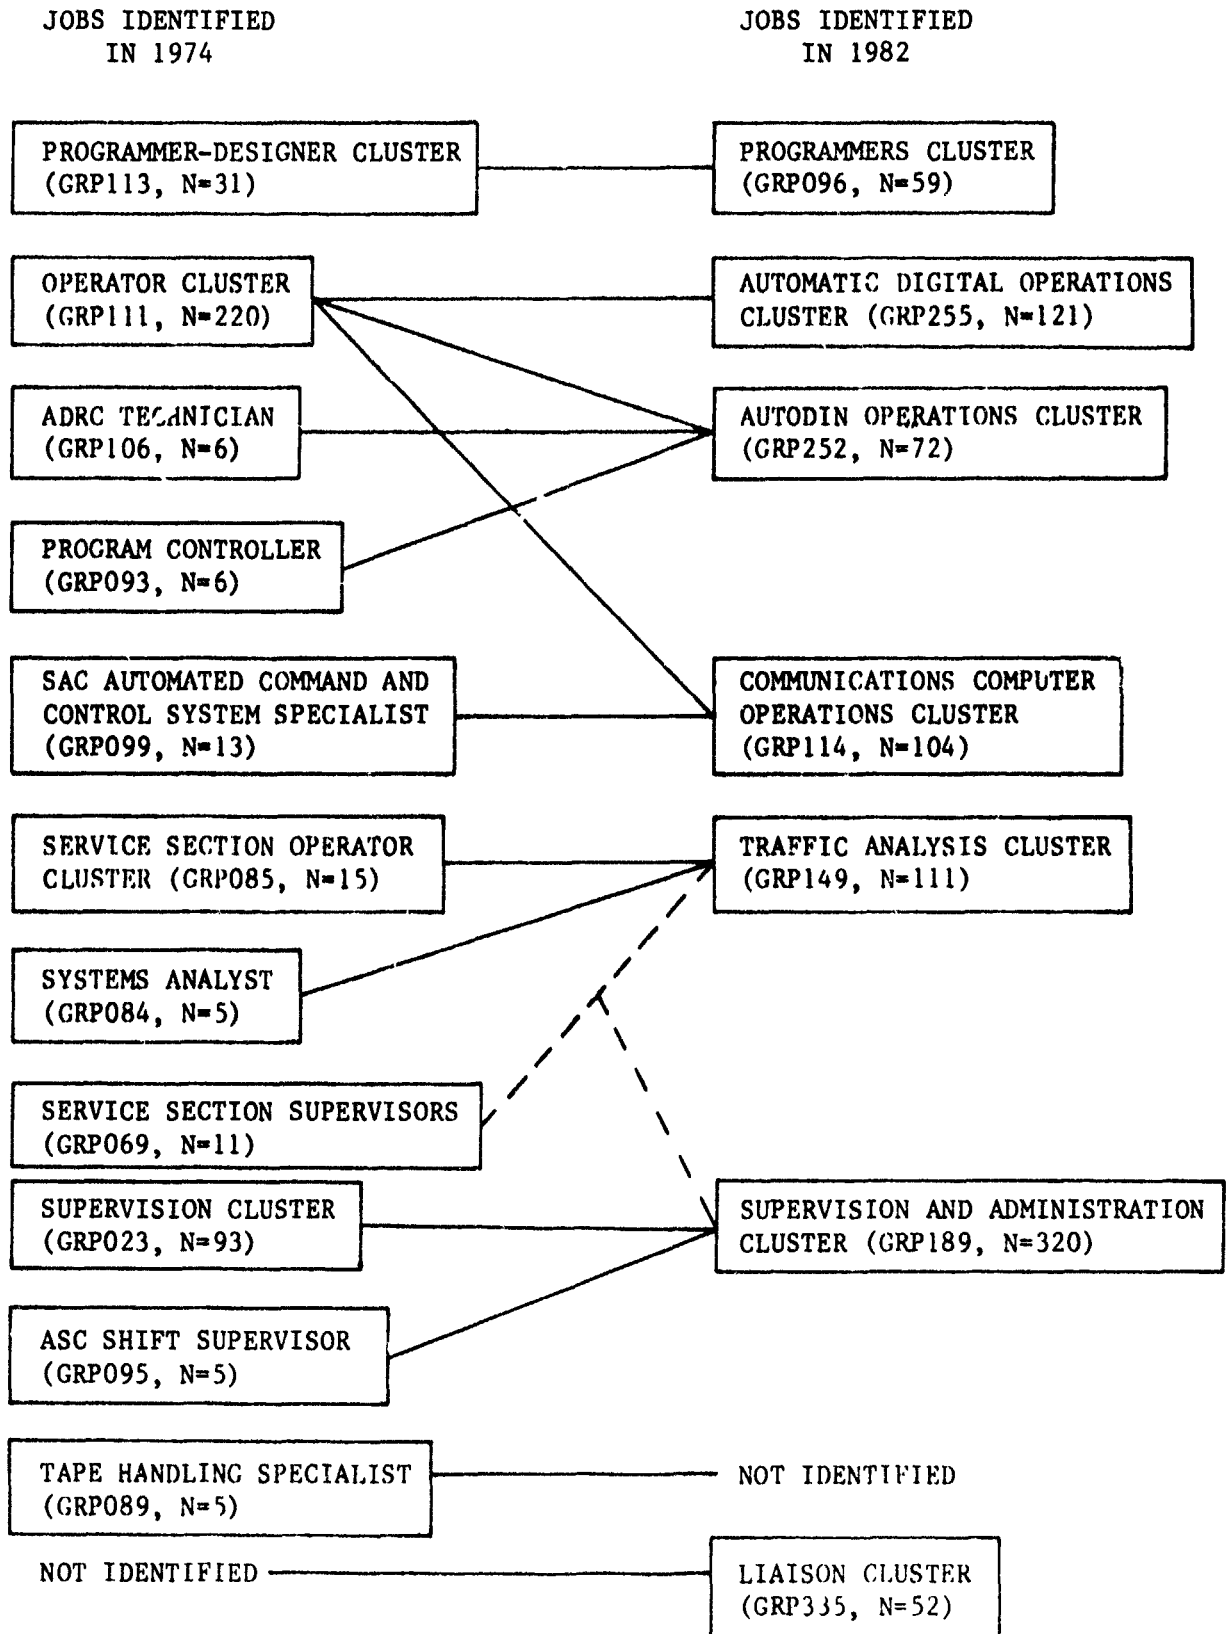 JOBS IDENTIFIED
IN 1974
JOBS IDENTIFIED
IN 1982
PROGRAMMER-DESIGNER CLUSTER
(GRP113, N=31)
PROGRAMMERS CLUSTER
(GRP096, N=59)
OPERATOR CLUSTER
(GRP111, N=220)
AUTOMATIC DIGITAL OPERATIONS
CLUSTER (GRP255, N=121)
ADRC TECHNICIAN
(GRP106, N=6)
AUTODIN OPERATIONS CLUSTER
(GRP252, N=72)
PROGRAM CONTROLLER
(GRP093, N=6)
SAC AUTOMATED COMMAND AND
CONTROL SYSTEM SPECIALIST
(GRP099, N=13)
COMMUNICATIONS COMPUTER
OPERATIONS CLUSTER
(GRP114, N=104)
SERVICE SECTION OPERATOR
CLUSTER (GRP085, N=15)
TRAFFIC ANALYSIS CLUSTER
(GRP149, N=111)
SYSTEMS ANALYST
(GRP084, N=5)
SERVICE SECTION SUPERVISORS
(GRP069, N=11)
SUPERVISION CLUSTER
(GRP023, N=93)
SUPERVISION AND ADMINISTRATION
CLUSTER (GRP189, N=320)
ASC SHIFT SUPERVISOR
(GRP095, N=5)
TAPE HANDLING SPECIALIST
(GRP089, N=5)
NOT IDENTIFIED
NOT IDENTIFIED
LIAISON CLUSTER
N=52)